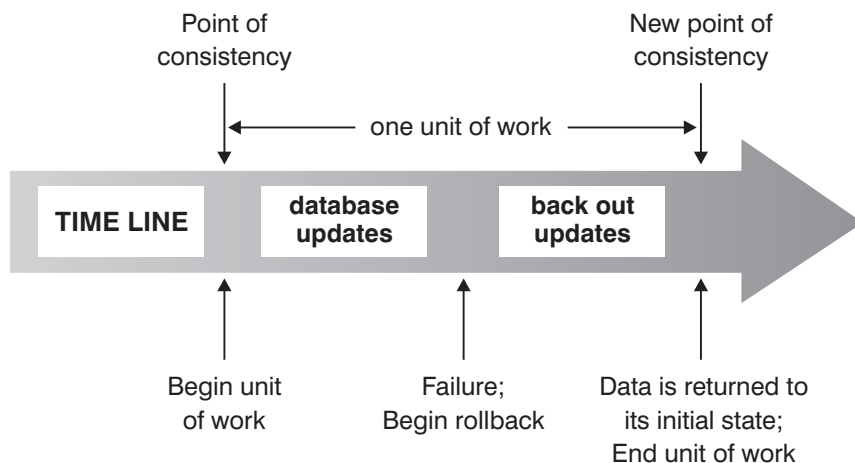 Point of
consistency
New point of
consistency
one unit of work
TIME LINE
database
updates
back out
updates
Begin unit
of work
Failure;
Begin rollback
Data is returned to
its initial state;
End unit of work